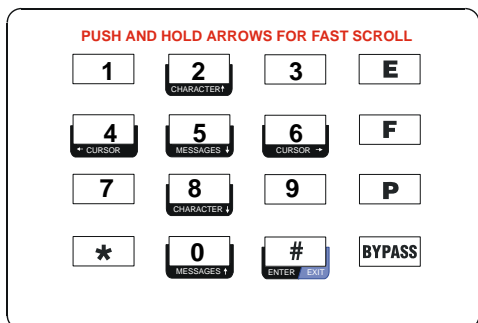 PUSH AND HOLD ARROWS FOR FAST SCROLL
1 2 3 E
CHARACTER↑
4 5 6 F
← CURSOR MESSAGES ↓ CURSOR →
7 8 9 P
CHARACTER ↓
* 0 # BYPASS
MESSAGES ↑ ENTER EXIT